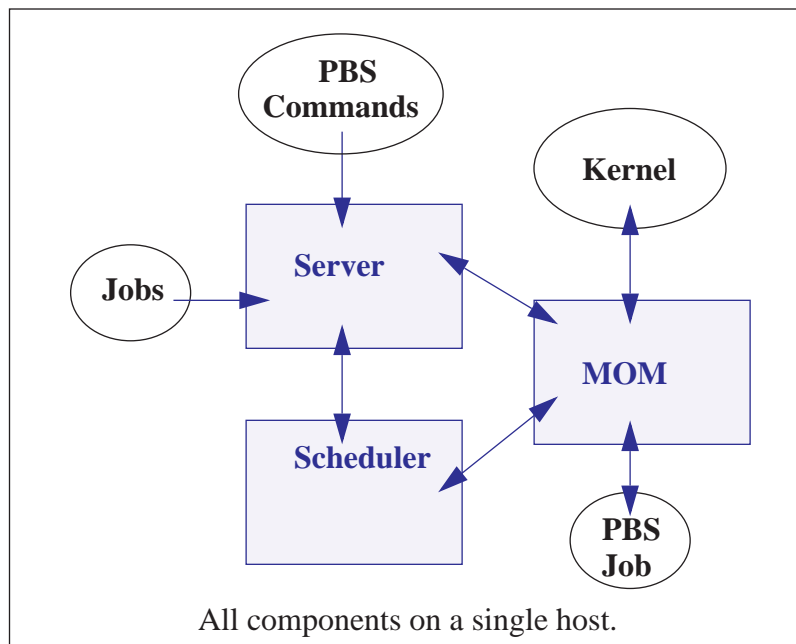 PBS
Commands
Kernel
Server
Jobs
MOM
Scheduler
PBS
Job
All components on a single host.